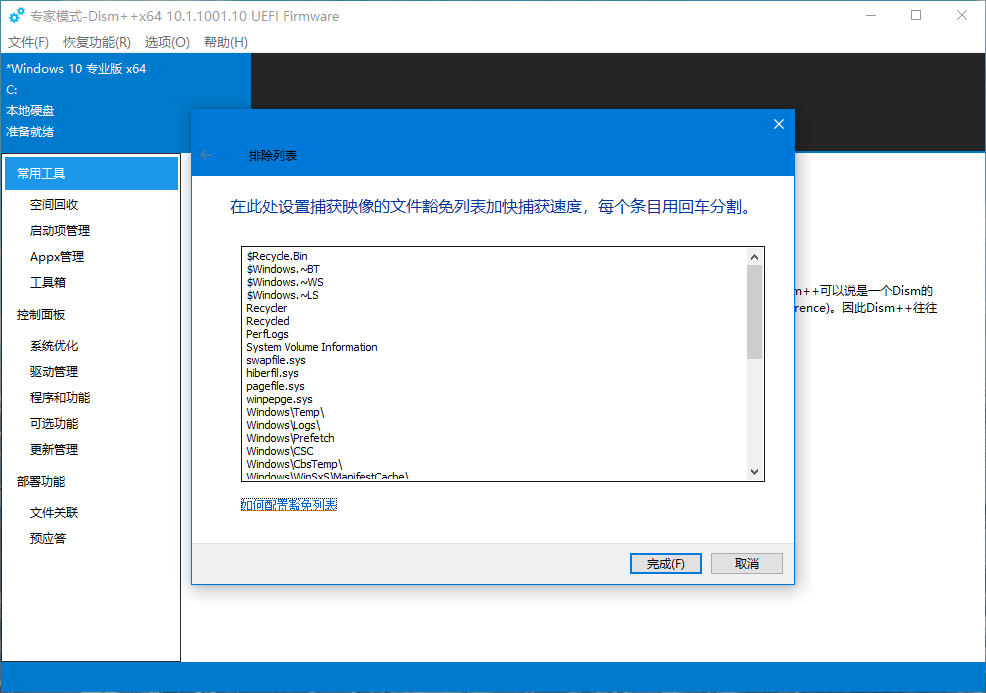 专家模式-Dism++x64 10.1.1001.10 UEFI Firmware
文件(F) 恢复功能(R) 选项(O) 帮助(H)
*Windows 10 专业版 x64
C:
本地硬盘
准备就绪
常用工具
空间回收
启动项管理
Appx管理
工具箱
控制面板
系统优化
驱动管理
程序和功能
可选功能
更新管理
部署功能
文件关联
预应答
排除列表
在此处设置捕获映像的文件豁免列表加快捕获速度，每个条目用回车分割。
$Recycle.Bin
$Windows.~BT
$Windows.~WS
$Windows.~LS
Recycler
Recycled
PerfLogs
System Volume Information
swapfile.sys
hiberfil.sys
pagefile.sys
winpepge.sys
Windows\Temp\
Windows\Logs\
Windows\Prefetch
Windows\CSC
Windows\CbsTemp\
Windows\WinSxS\ManifestCache\
如何配置豁免列表
完成(F) 取消
m++可以说是一个Dism的
rence)。因此Dism++往往